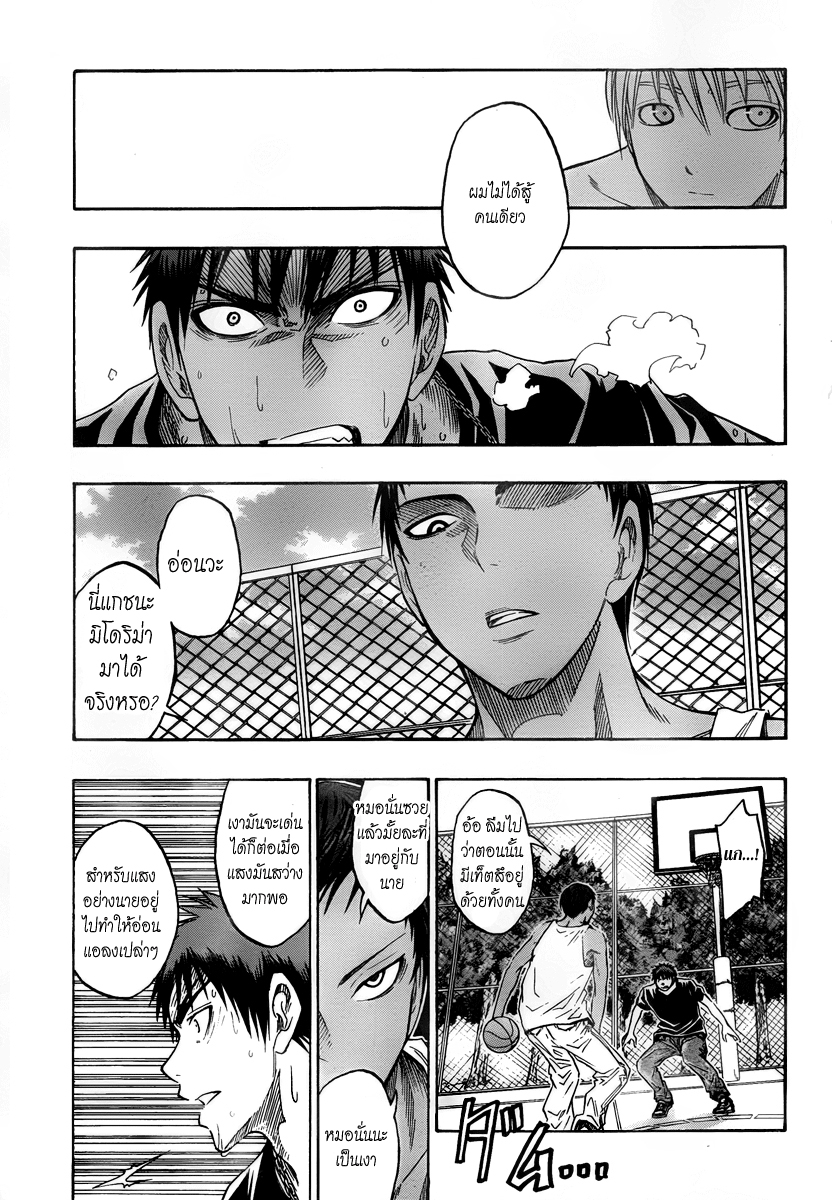 ผมไม่ได้สู้
คนเดียว
อ่อนวะ
นี่แกชนะ
มิโดริม่า
มาได้
จริงหรอ?
แก...!
อ้อ ลืมไป
ว่าตอนนั้น
มีเท็ตสึอยู่
ด้วยทั้งคน
หมอนั่นซวย
แล้วมั้ยละที่
มาอยู่กับ
นาย
หมอนั่นนะ
เป็นเงา
เงามันจะเด่น
ได้ก็ต่อเมื่อ
แสงมันสว่าง
มากพอ
สำหรับแสง
อย่างนายอยู่
ไปทำให้อ่อน
แอลงเปล่าๆ